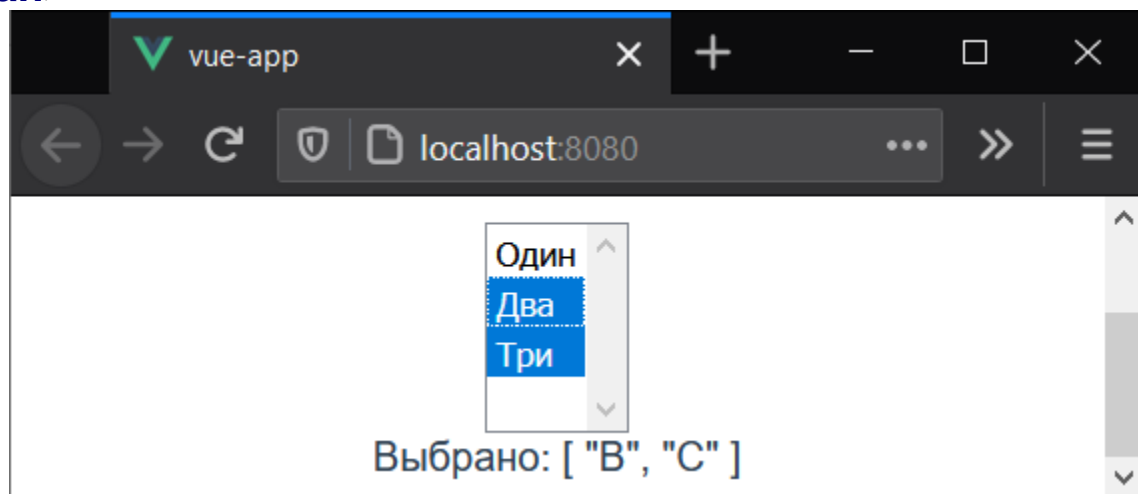 vue-app
localhost:8080
Один
Два
Три
Выбрано: [ "B", "C" ]